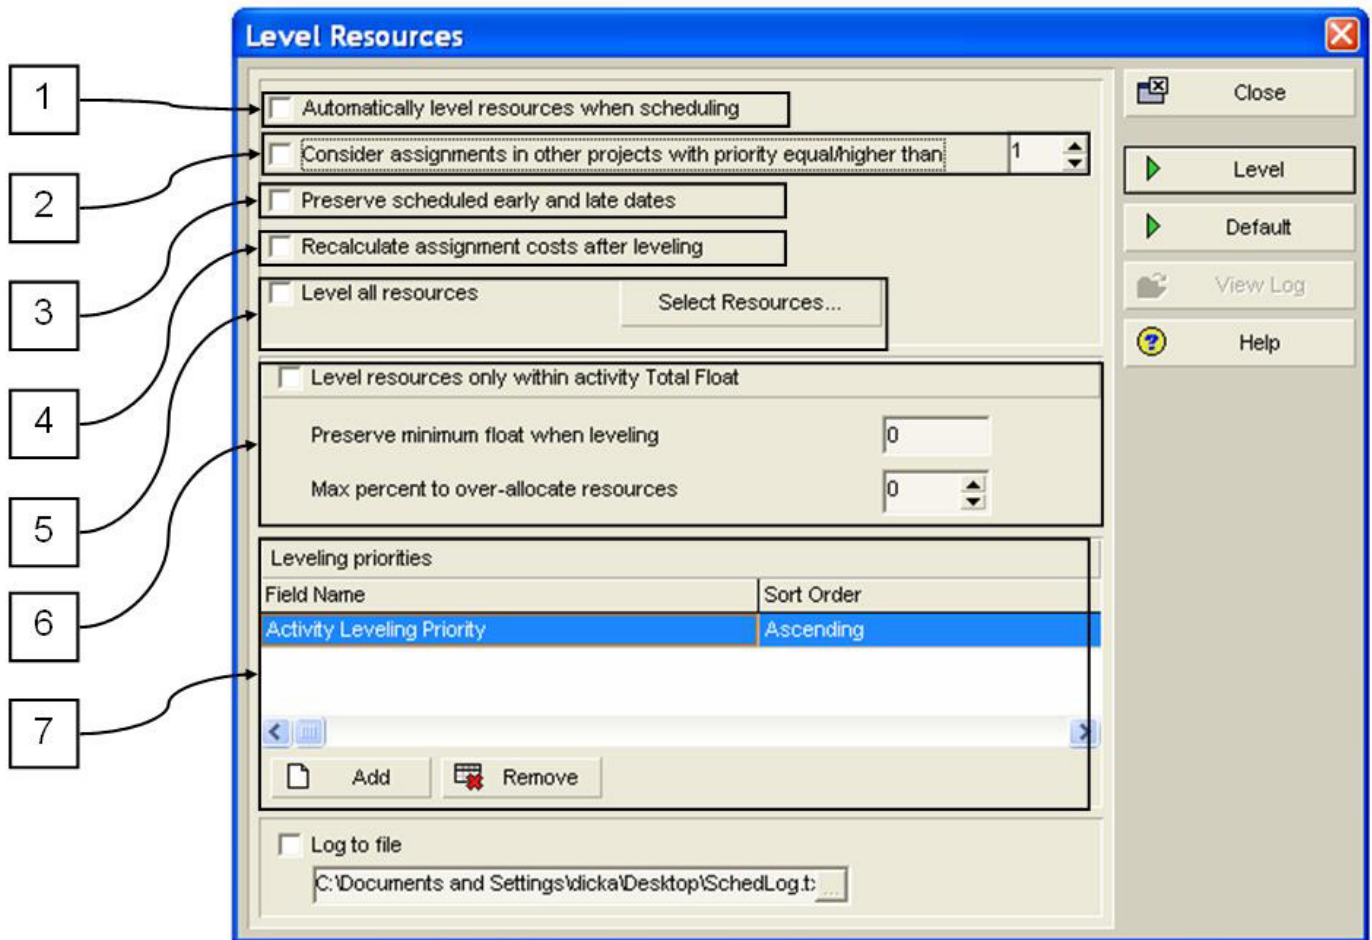 Level Resources
1
Automatically level resources when scheduling
Close
2
Consider assignments in other projects with priority equal/higher than 1
Level
3
Preserve scheduled early and late dates
Default
4
Recalculate assignment costs after leveling
5
Level all resources
Select Resources...
View Log
Help
6
Level resources only within activity Total Float
Preserve minimum float when leveling 0
Max percent to over-allocate resources 0
7
Leveling priorities
Field Name Sort Order
Activity Leveling Priority Ascending
Add Remove
Log to file
C:\Documents and Settings\dicka\Desktop\SchedLog.t ...